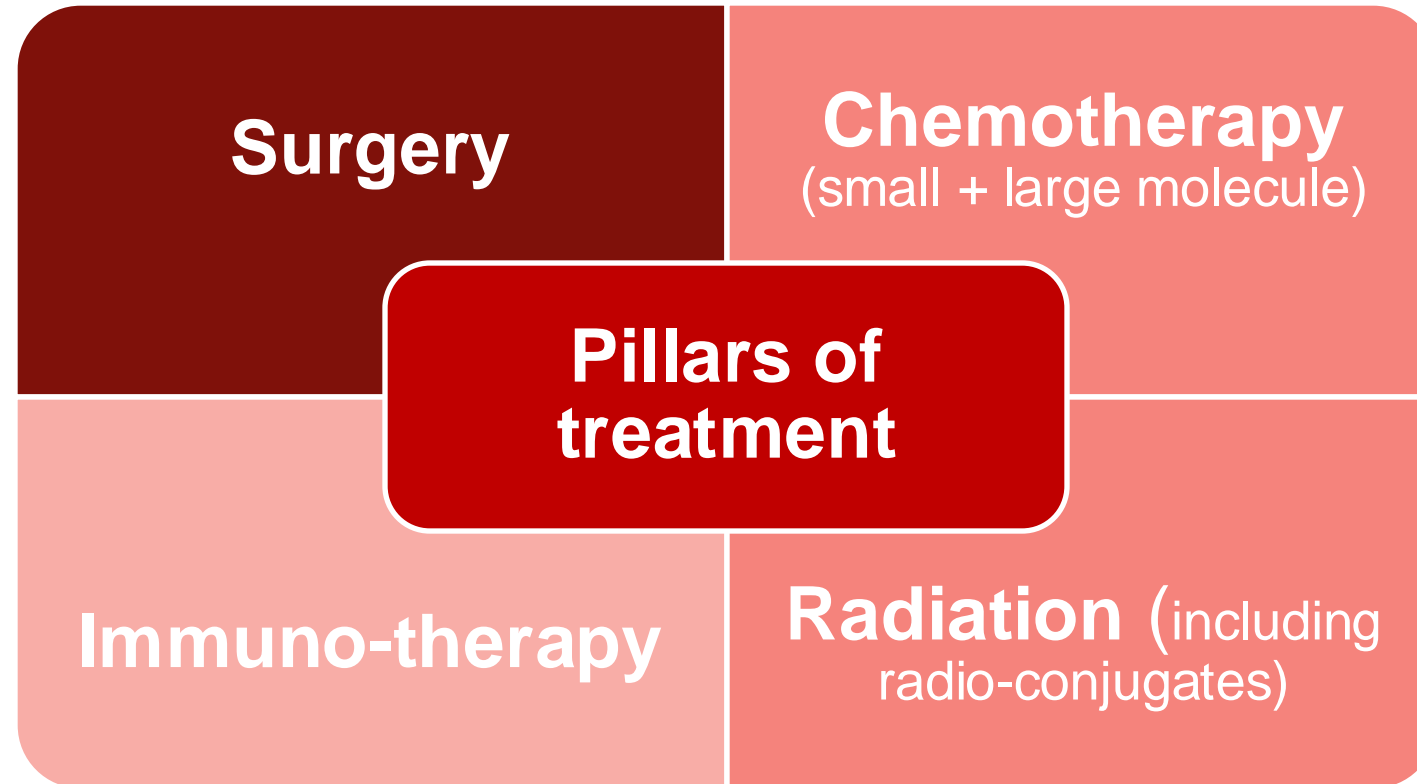 Surgery
Chemotherapy
(small + large molecule)
Pillars of
treatment
Immuno-therapy
Radiation (including
radio-conjugates)